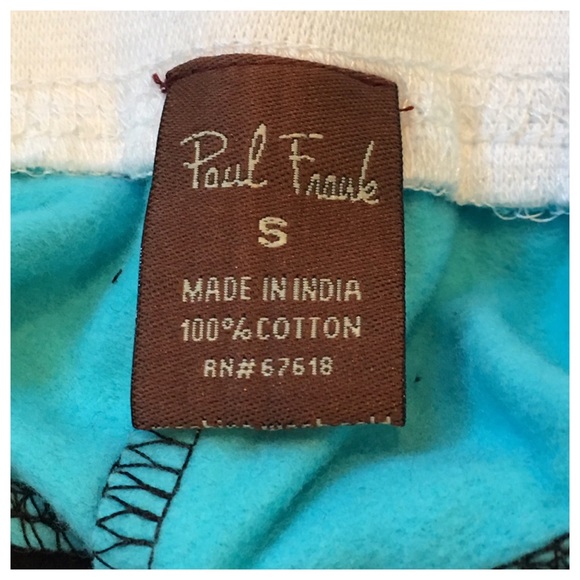 Paul Frank
S
MADE IN INDIA
100% COTTON
RN# 67618